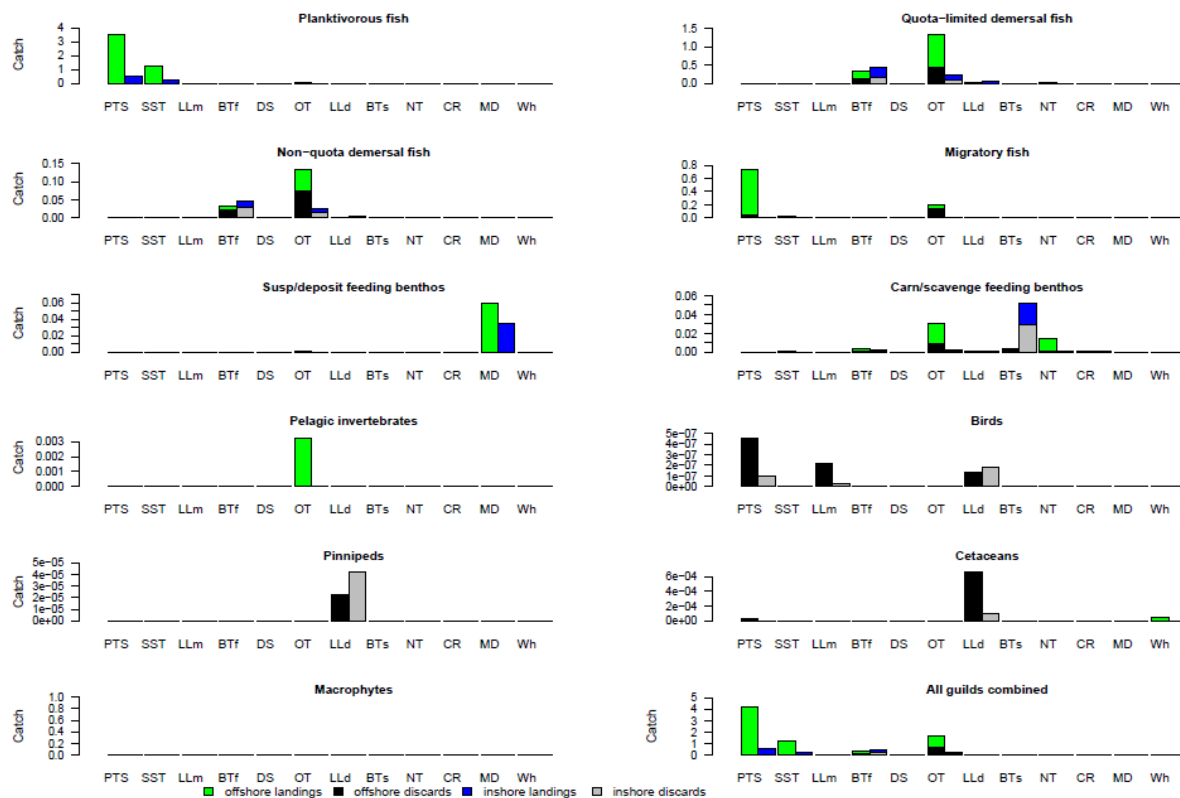 Planktivorous fish
Catch
4
3
2
1
0
PTS SST LLm BTf DS OT LLd BTs NT CR MD Wh
Quota−limited demersal fish
1.5
1.0
0.5
0.0
PTS SST LLm BTf DS OT LLd BTs NT CR MD Wh
Non−quota demersal fish
Catch
0.15
0.10
0.05
0.00
PTS SST LLm BTf DS OT LLd BTs NT CR MD Wh
Migratory fish
0.8
0.6
0.4
0.2
0.0
PTS SST LLm BTf DS OT LLd BTs NT CR MD Wh
Susp/deposit feeding benthos
Catch
0.06
0.04
0.02
0.00
PTS SST LLm BTf DS OT LLd BTs NT CR MD Wh
Carn/scavenge feeding benthos
0.06
0.04
0.02
0.00
PTS SST LLm BTf DS OT LLd BTs NT CR MD Wh
Pelagic invertebrates
Catch
0.003
0.002
0.001
0.000
PTS SST LLm BTf DS OT LLd BTs NT CR MD Wh
Birds
5e−07
4e−07
3e−07
2e−07
1e−07
0e+00
PTS SST LLm BTf DS OT LLd BTs NT CR MD Wh
Pinnipeds
Catch
5e−05
4e−05
3e−05
2e−05
1e−05
0e+00
PTS SST LLm BTf DS OT LLd BTs NT CR MD Wh
Cetaceans
6e−04
4e−04
2e−04
0e+00
PTS SST LLm BTf DS OT LLd BTs NT CR MD Wh
Macrophytes
Catch
1.0
0.8
0.6
0.4
0.2
0.0
PTS SST LLm BTf DS OT LLd BTs NT CR MD Wh
All guilds combined
Catch
5
4
3
2
1
0
PTS SST LLm BTf DS OT LLd BTs NT CR MD Wh
offshore landings offshore discards inshore landings inshore discards